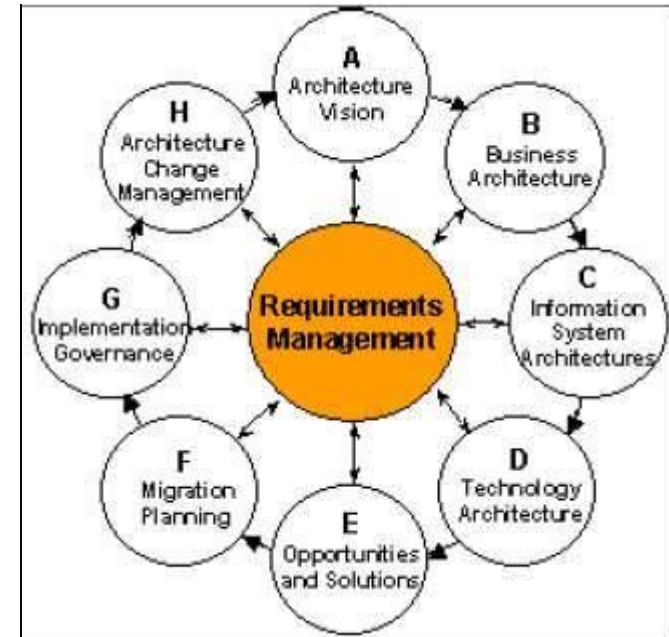 A
Architecture
Vision
B
Business
Architecture
C
Information
System
Architectures
D
Technology
Architecture
E
Opportunities
and Solutions
F
Migration
Planning
G
Implementation
Governance
H
Architecture
Change
Management
Requirements
Management